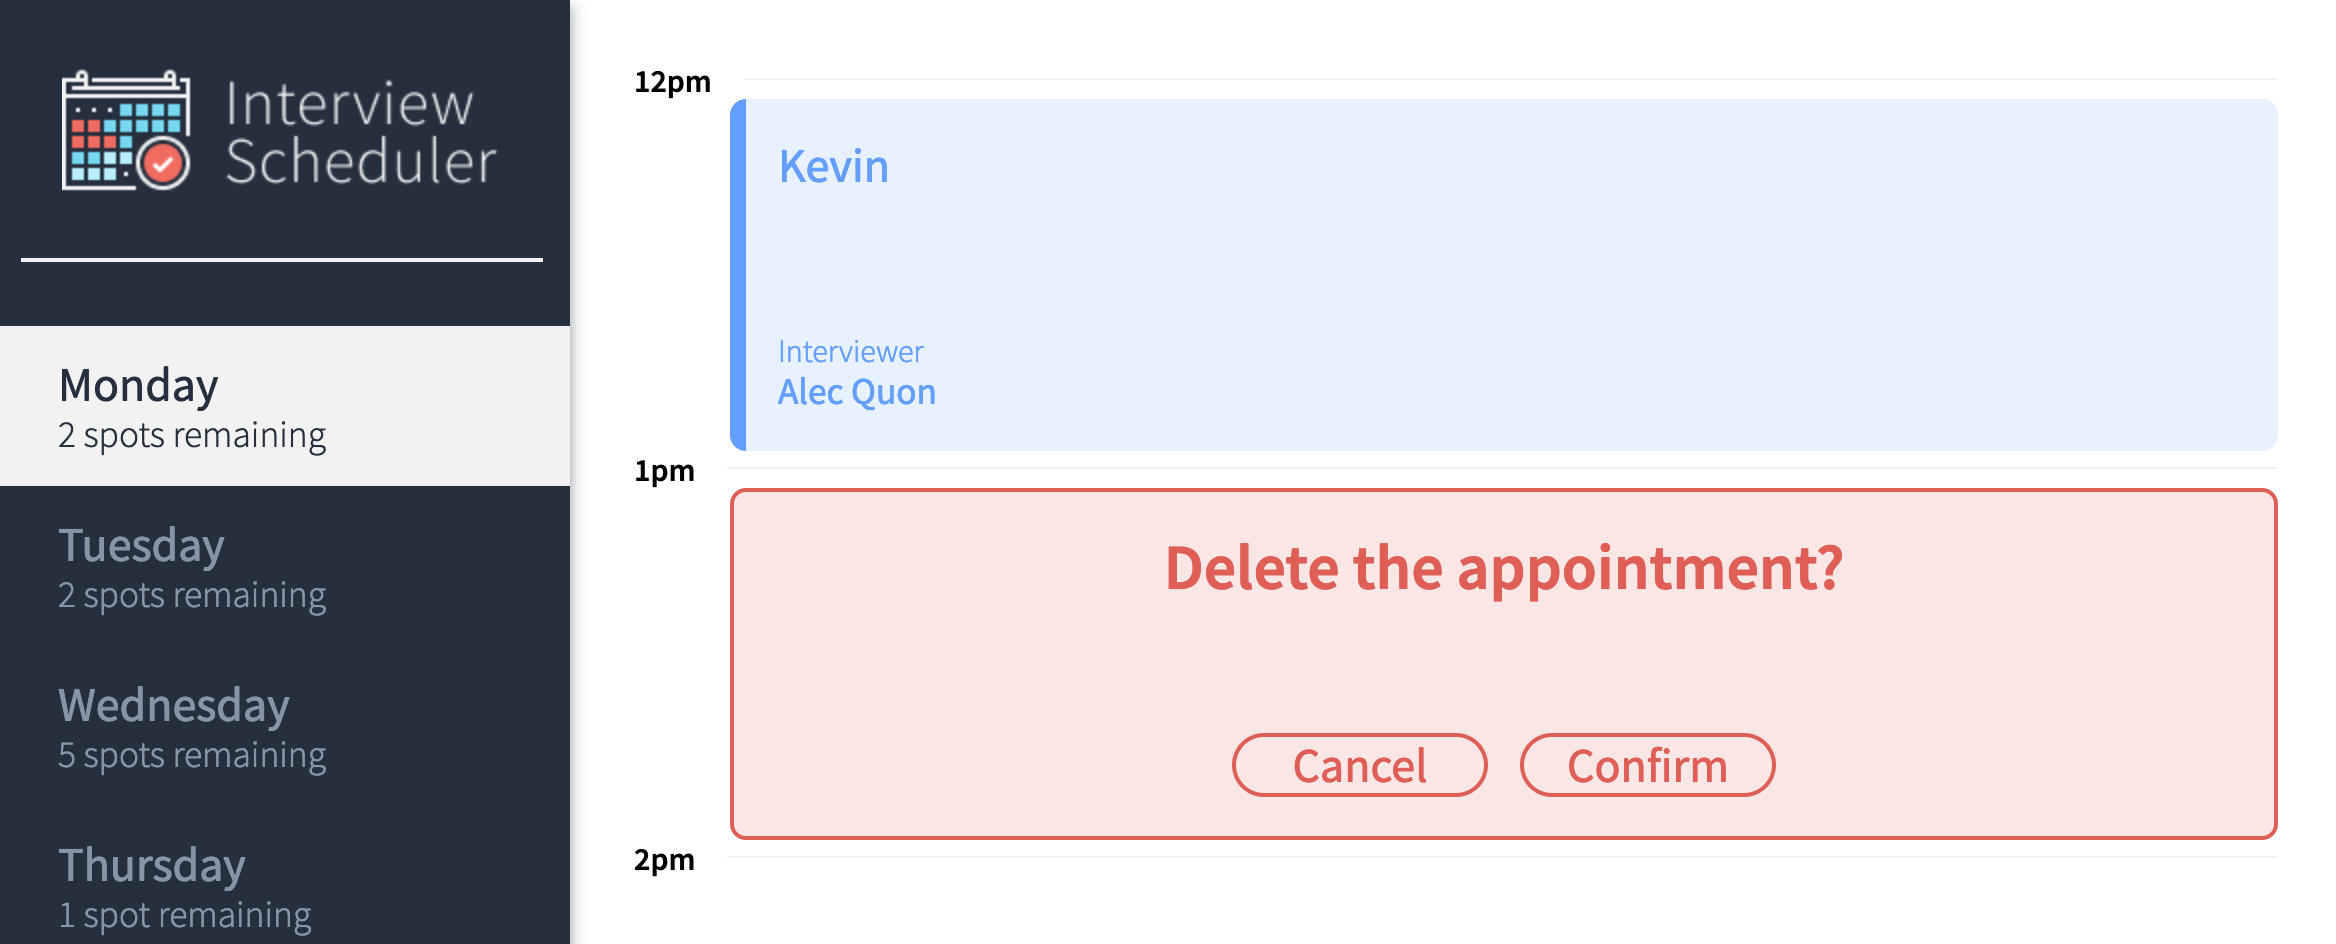 Interview
Scheduler
Monday
2 spots remaining
Tuesday
2 spots remaining
Wednesday
5 spots remaining
Thursday
1 spot remaining
12pm
Kevin
Interviewer
Alec Quon
1pm
Delete the appointment?
Cancel Confirm
2pm